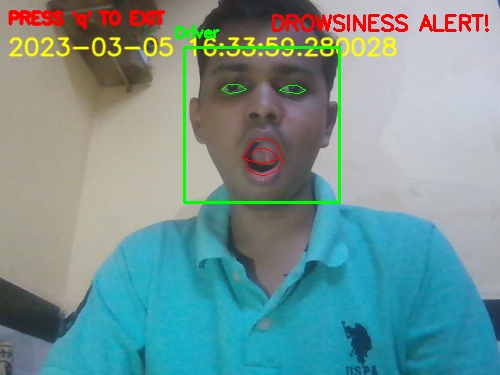 PRESS 'q' TO EXIT
DROWSINESS ALERT!
Driver
2023-03-05 16:33:59.280028
USPA